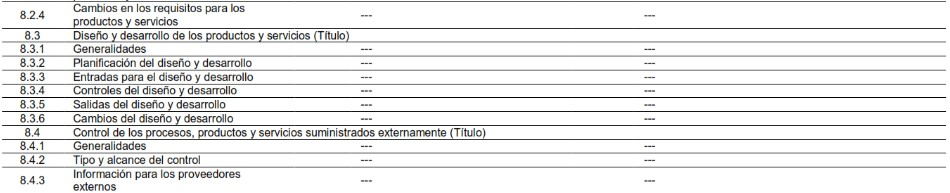 8.2.4 Cambios en los requisitos para los productos y servicios --- ---
8.3 Diseño y desarrollo de los productos y servicios (Título)
8.3.1 Generalidades --- ---
8.3.2 Planificación del diseño y desarrollo --- ---
8.3.3 Entradas para el diseño y desarrollo --- ---
8.3.4 Controles del diseño y desarrollo --- ---
8.3.5 Salidas del diseño y desarrollo --- ---
8.3.6 Cambios del diseño y desarrollo --- ---
8.4 Control de los procesos, productos y servicios suministrados externamente (Título)
8.4.1 Generalidades --- ---
8.4.2 Tipo y alcance del control --- ---
8.4.3 Información para los proveedores externos --- ---